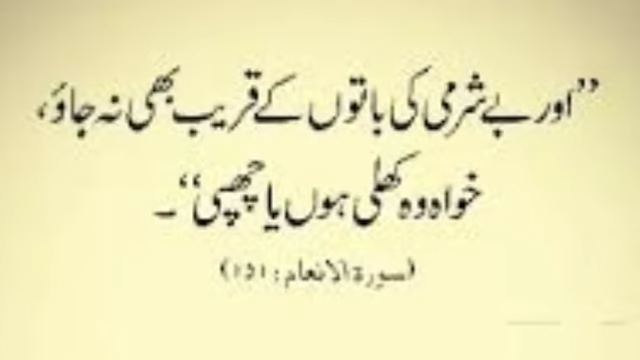 ”اور بے شرمی کی باتوں کے قریب بھی نہ جاؤ،
خواہ وہ کھلی ہوں یا چھپی“۔
(سورۃ الانعام: ۱۵۱)